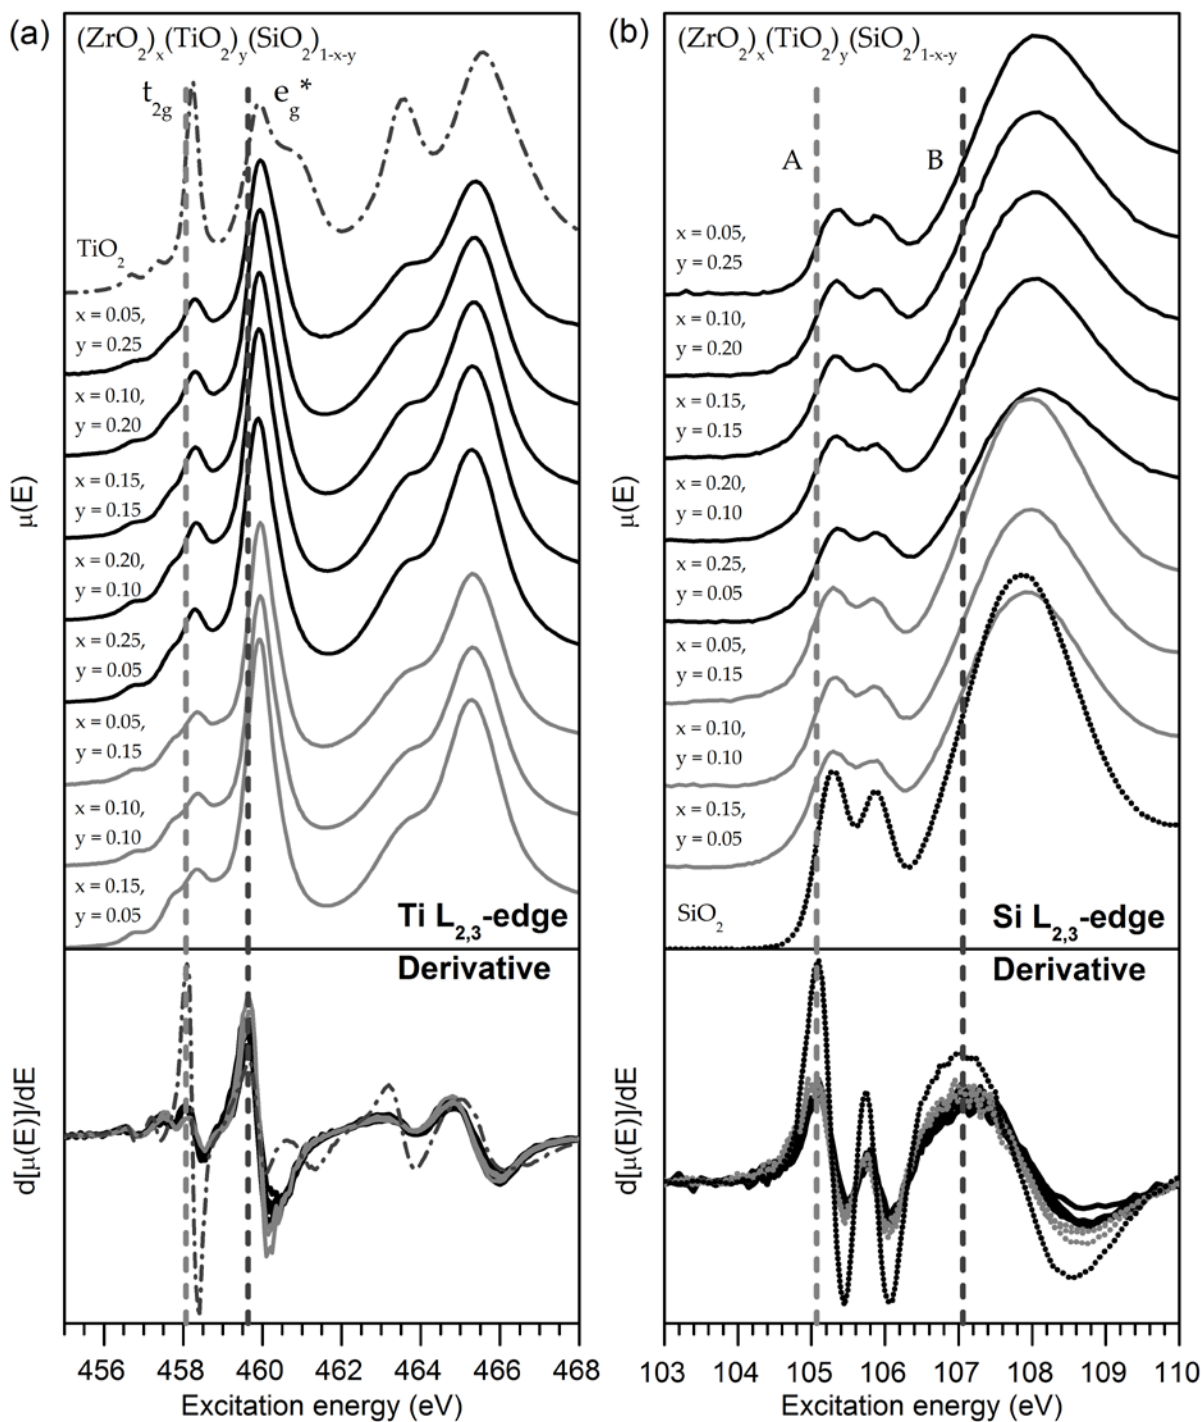 (a)
(ZrO₂)ₓ(TiO₂)ᵧ(SiO₂)₁₋ₓ₋ᵧ
t₂g
e_g*
TiO₂
x = 0.05,
y = 0.25
x = 0.10,
y = 0.20
x = 0.15,
y = 0.15
x = 0.20,
y = 0.10
x = 0.25,
y = 0.05
x = 0.05,
y = 0.15
x = 0.10,
y = 0.10
x = 0.15,
y = 0.05
Ti L₂,₃-edge
μ(E)
Derivative
d[μ(E)]/dE
456 458 460 462 464 466 468
Excitation energy (eV)
(b)
(ZrO₂)ₓ(TiO₂)ᵧ(SiO₂)₁₋ₓ₋ᵧ
A
B
x = 0.05,
y = 0.25
x = 0.10,
y = 0.20
x = 0.15,
y = 0.15
x = 0.20,
y = 0.10
x = 0.25,
y = 0.05
x = 0.05,
y = 0.15
x = 0.10,
y = 0.10
x = 0.15,
y = 0.05
SiO₂
Si L₂,₃-edge
μ(E)
Derivative
d[μ(E)]/dE
103 104 105 106 107 108 109 110
Excitation energy (eV)